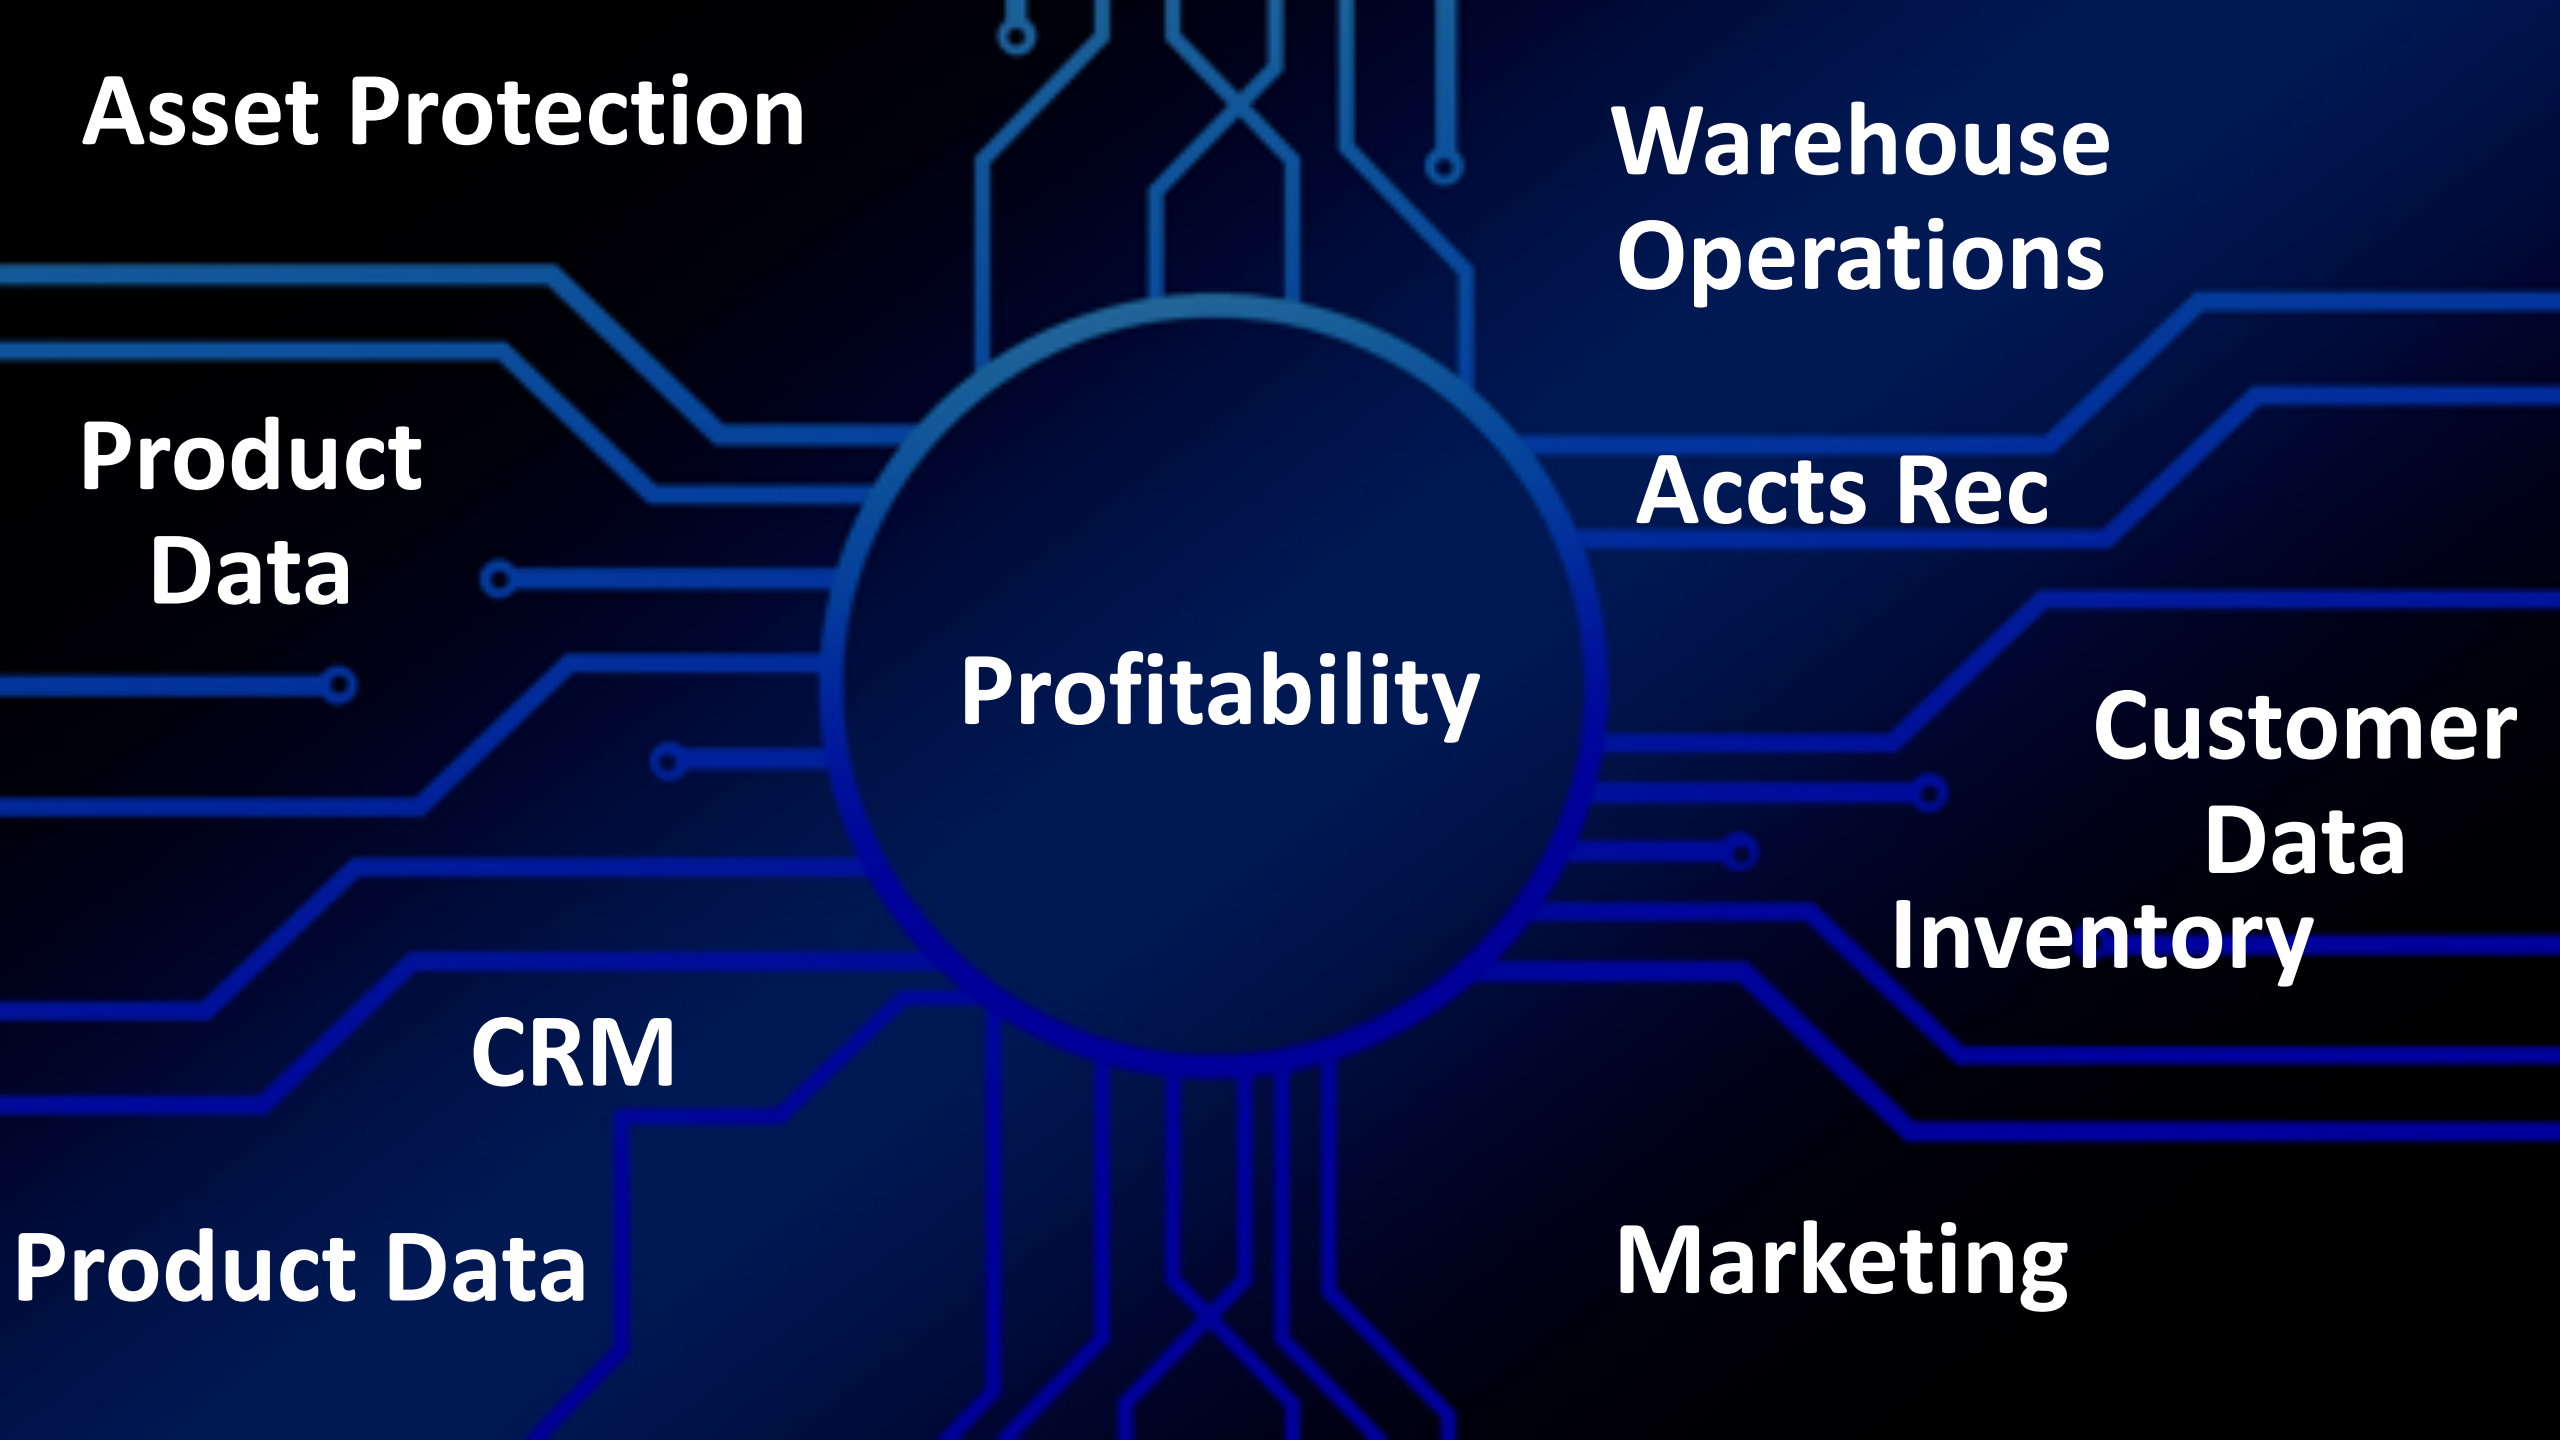 Asset Protection
Warehouse
Operations
Product
Data
Accts Rec
Profitability
Customer
Data
Inventory
CRM
Product Data
Marketing